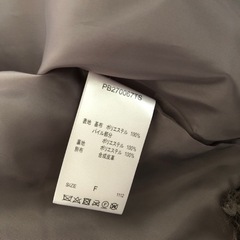 PB270067TS
表地 基布 ポリエステル 100%
パイル部分
ポリエステル 100%
裏地 ポリエステル 100%
別布 合成皮革
SIZE F 1112